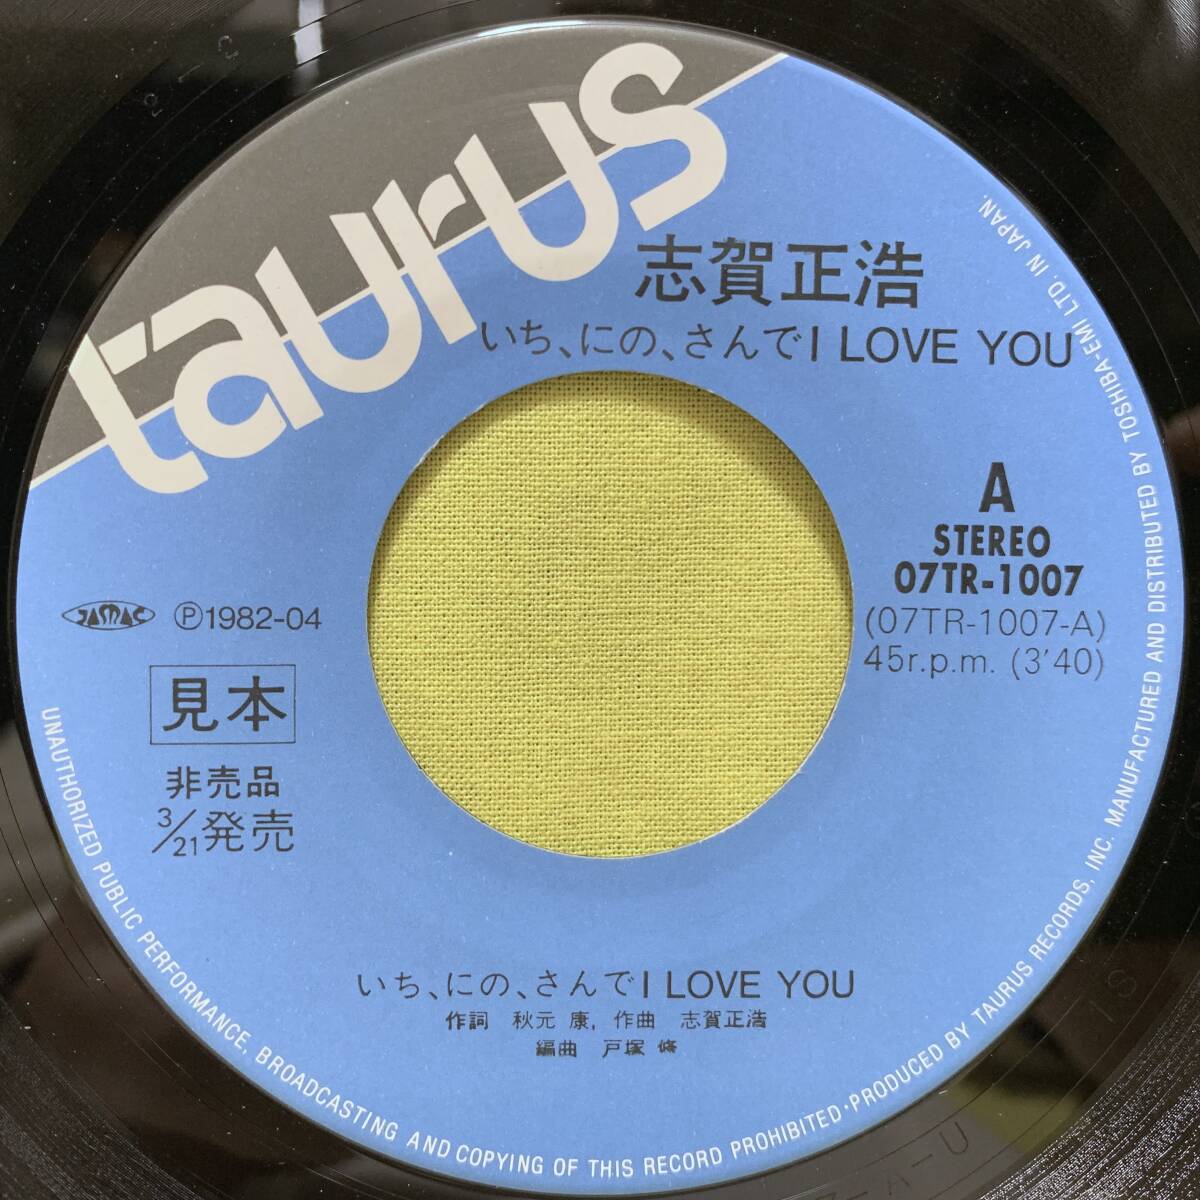 taurus
志賀正浩
いち、にの、さんでI LOVE YOU
A
STEREO
07TR-1007
(07TR-1007-A)
45r.p.m. (3'40)
JASRAC
Ⓟ1982-04
見本
非売品
3/21発売
いち、にの、さんでI LOVE YOU
作詞 秋元 康, 作曲 志賀正浩
編曲 戸塚 修
UNAUTHORIZED PUBLIC PERFORMANCE, BROADCASTING AND COPYING OF THIS RECORD PROHIBITED·PRODUCED BY TAURUS RECORDS, INC. MANUFACTURED AND DISTRIBUTED BY TOSHIBA-EMI LTD. IN JAPAN.